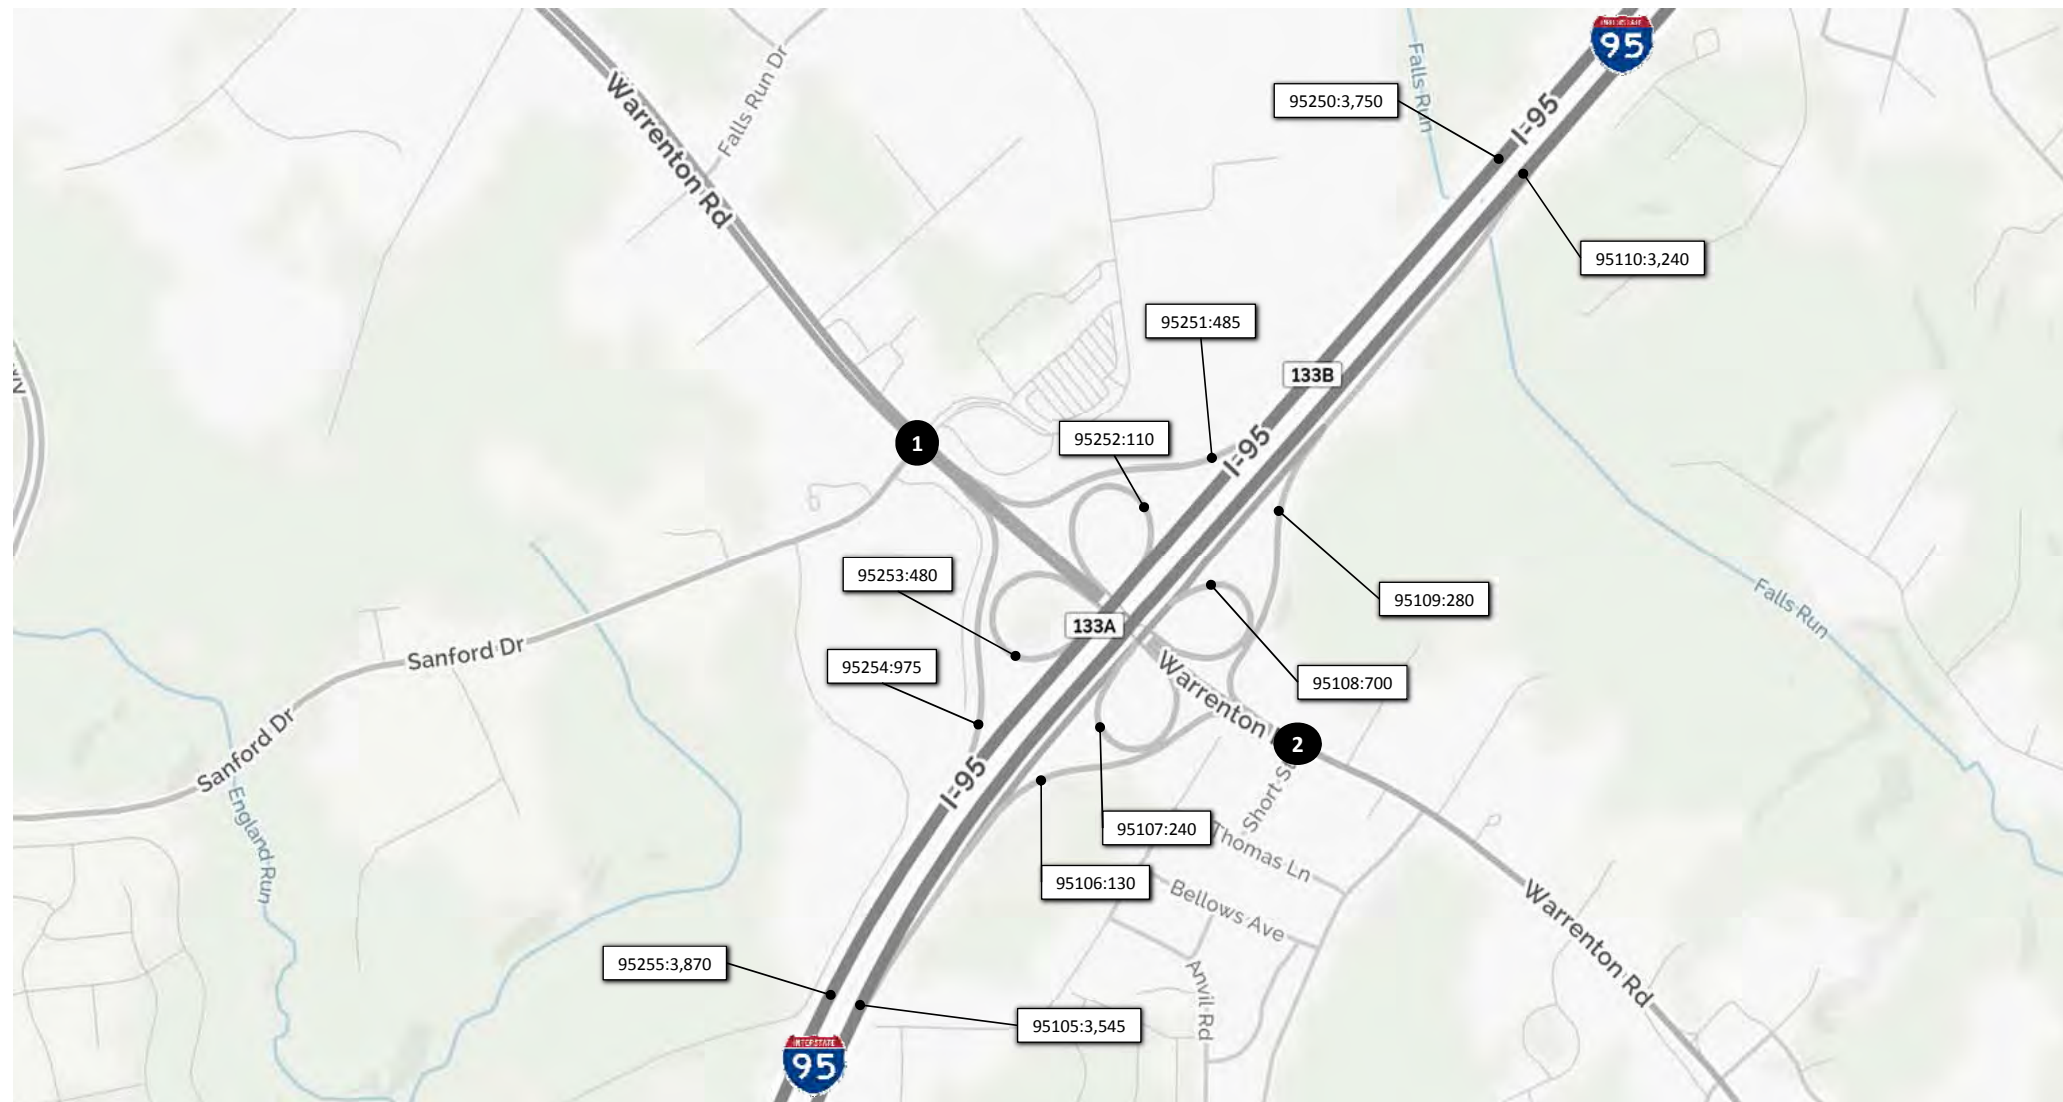 INTERSTATE
95
Warrenton Rd
Falls Run Dr
Falls Run
I-95
95250:3,750
95110:3,240
95251:485
133B
1
95252:110
I-95
95253:480
95109:280
Falls Run
133A
Sanford Dr
95254:975
95108:700
Warrenton
2
Sanford Dr
I-95
Short St
England Run
95107:240
Thomas Ln
95106:130
Bellows Ave
Warrenton Rd
95255:3,870
Anvil Rd
95105:3,545
INTERSTATE
95